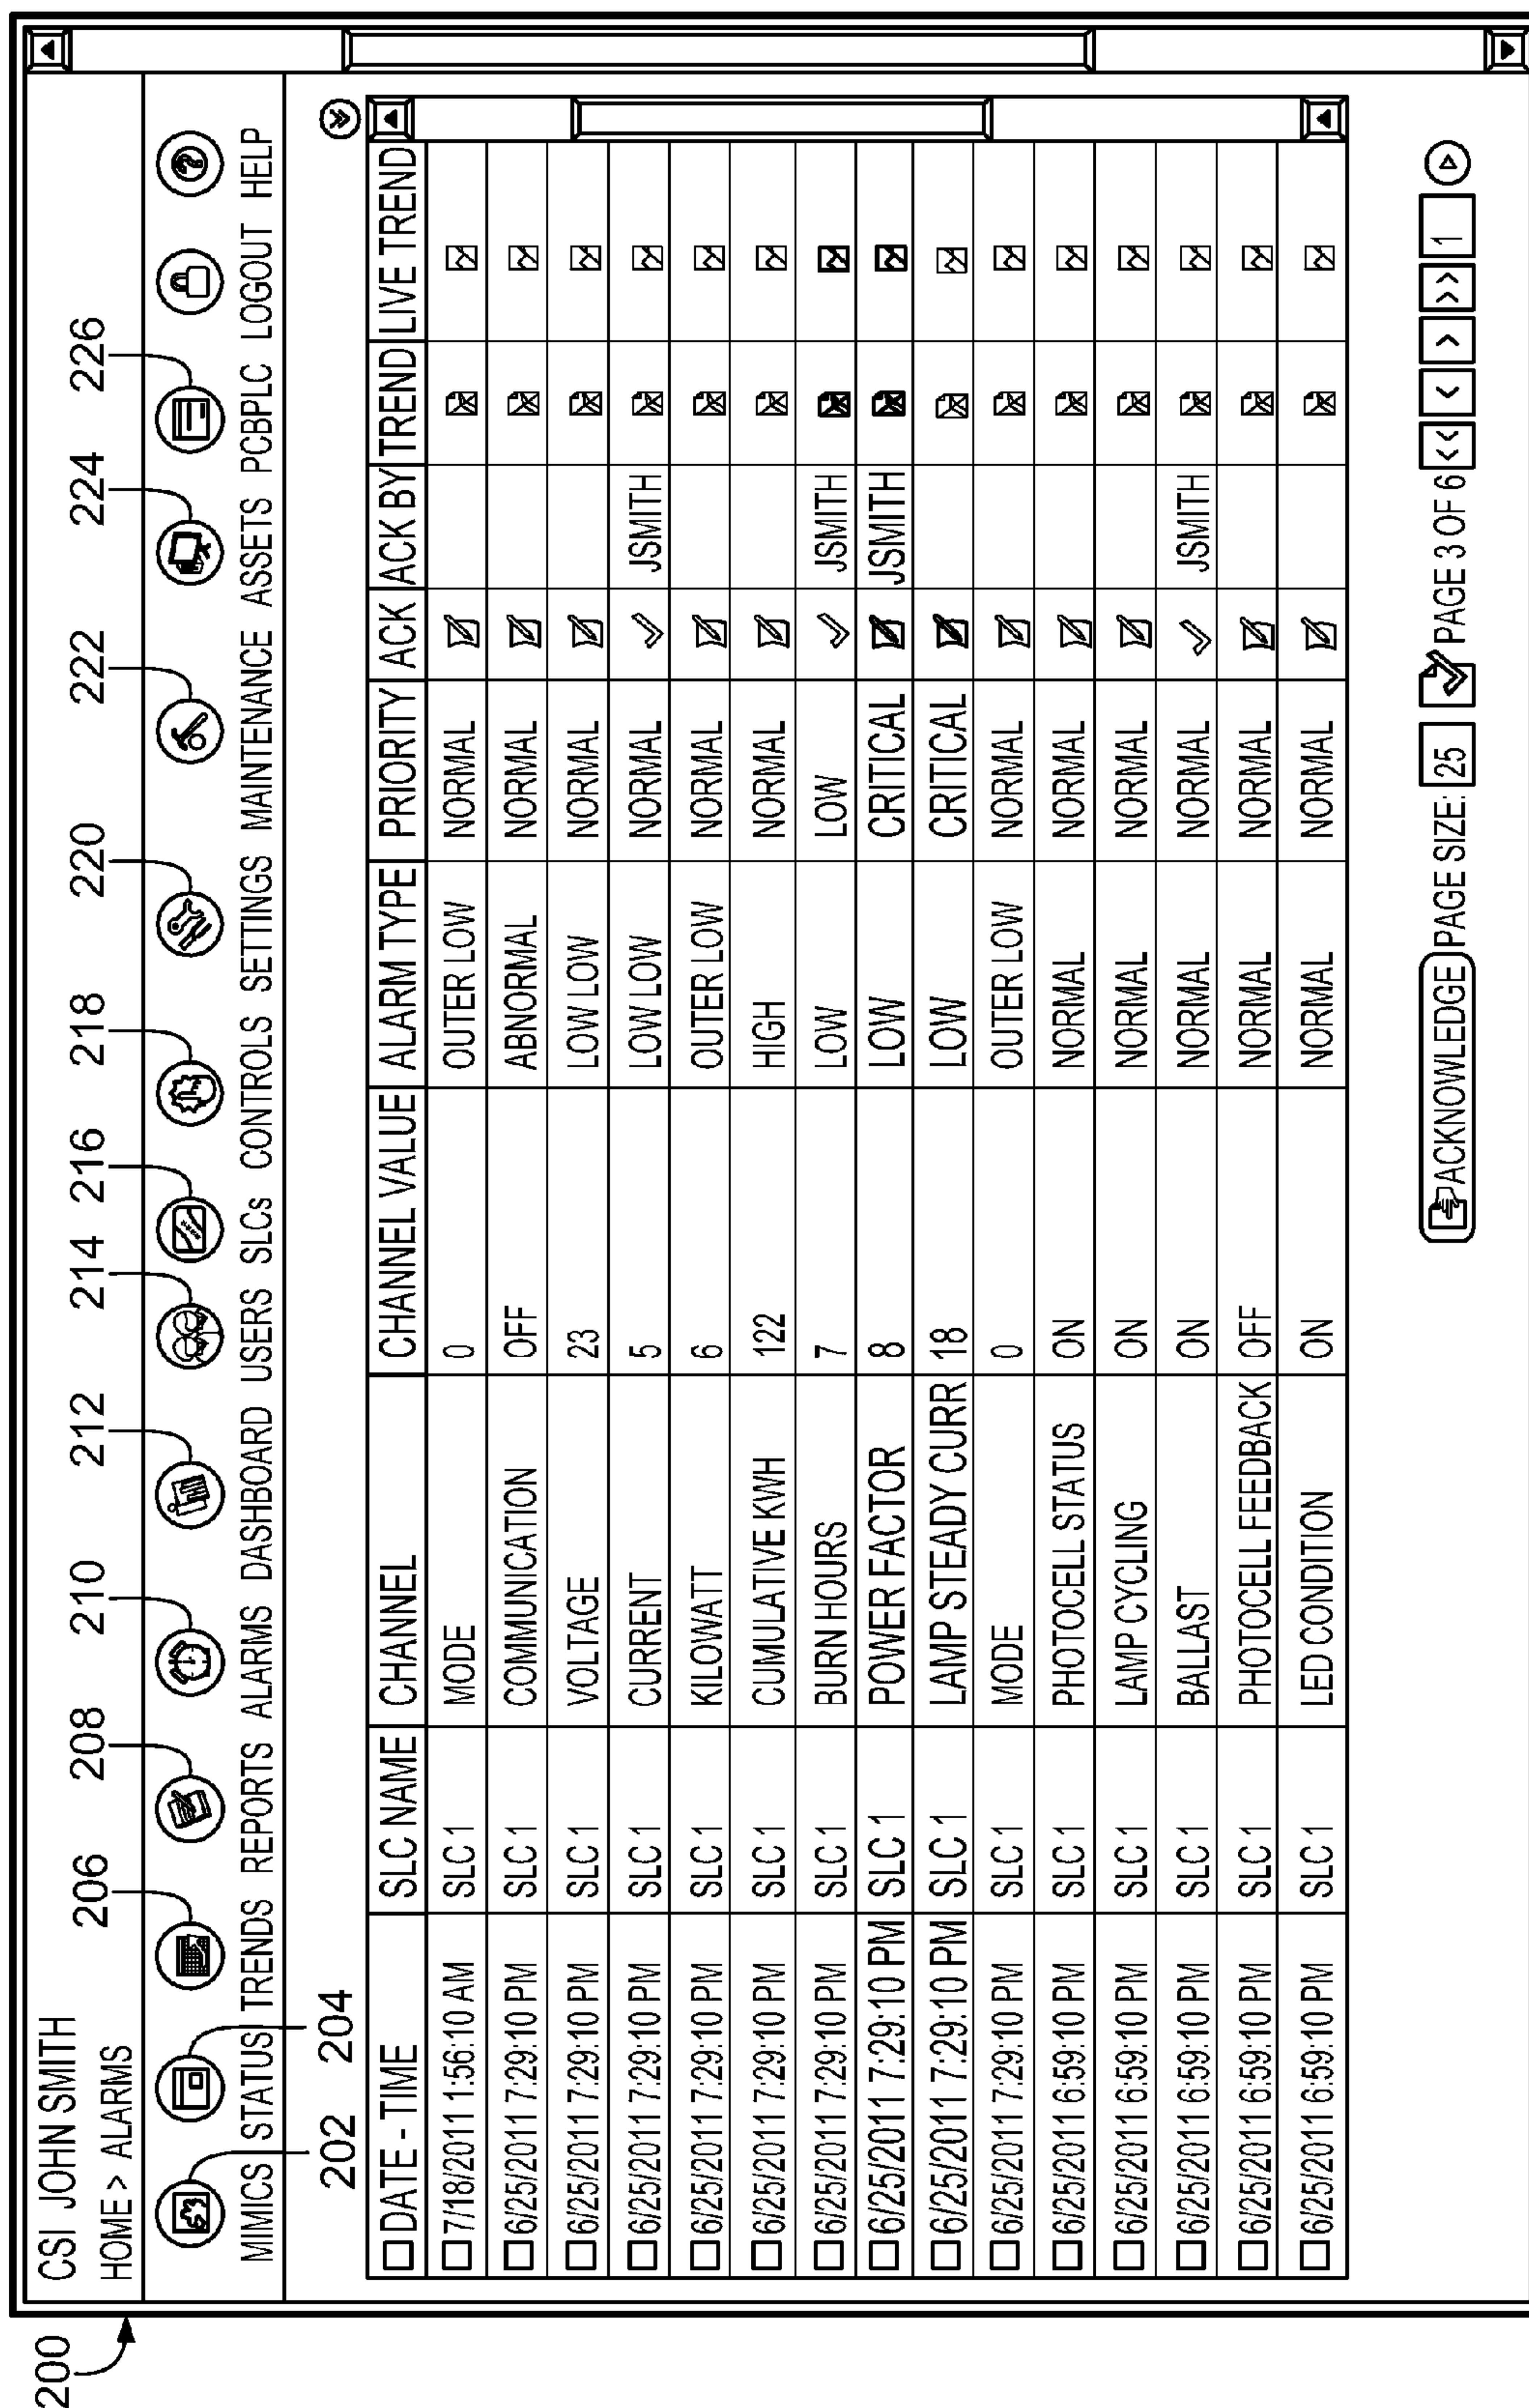 200
CSI JOHN SMITH
HOME > ALARMS
206 208 210 212 214 216 218 220 222 224 226
MIMICS STATUS TRENDS REPORTS ALARMS DASHBOARD USERS SLCs CONTROLS SETTINGS MAINTENANCE ASSETS PCBPLC LOGOUT HELP
202 204
DATE - TIME SLC NAME CHANNEL CHANNEL VALUE ALARM TYPE PRIORITY ACK ACK BY TREND LIVE TREND
7/18/2011 1:56:10 AM SLC 1 MODE 0 OUTER LOW NORMAL
6/25/2011 7:29:10 PM SLC 1 COMMUNICATION OFF ABNORMAL NORMAL
6/25/2011 7:29:10 PM SLC 1 VOLTAGE 23 LOW LOW NORMAL
6/25/2011 7:29:10 PM SLC 1 CURRENT 5 LOW LOW NORMAL JSMITH
6/25/2011 7:29:10 PM SLC 1 KILOWATT 6 OUTER LOW NORMAL
6/25/2011 7:29:10 PM SLC 1 CUMULATIVE KWH 122 HIGH NORMAL
6/25/2011 7:29:10 PM SLC 1 BURN HOURS 7 LOW LOW JSMITH
6/25/2011 7:29:10 PM SLC 1 POWER FACTOR 8 LOW CRITICAL JSMITH
6/25/2011 7:29:10 PM SLC 1 LAMP STEADY CURR 18 LOW CRITICAL
6/25/2011 7:29:10 PM SLC 1 MODE 0 OUTER LOW NORMAL
6/25/2011 6:59:10 PM SLC 1 PHOTOCELL STATUS ON NORMAL NORMAL
6/25/2011 6:59:10 PM SLC 1 LAMP CYCLING ON NORMAL NORMAL
6/25/2011 6:59:10 PM SLC 1 BALLAST ON NORMAL NORMAL JSMITH
6/25/2011 6:59:10 PM SLC 1 PHOTOCELL FEEDBACK OFF NORMAL NORMAL
6/25/2011 6:59:10 PM SLC 1 LED CONDITION ON NORMAL NORMAL
ACKNOWLEDGE PAGE SIZE: 25 PAGE 3 OF 6 << < > >> 1